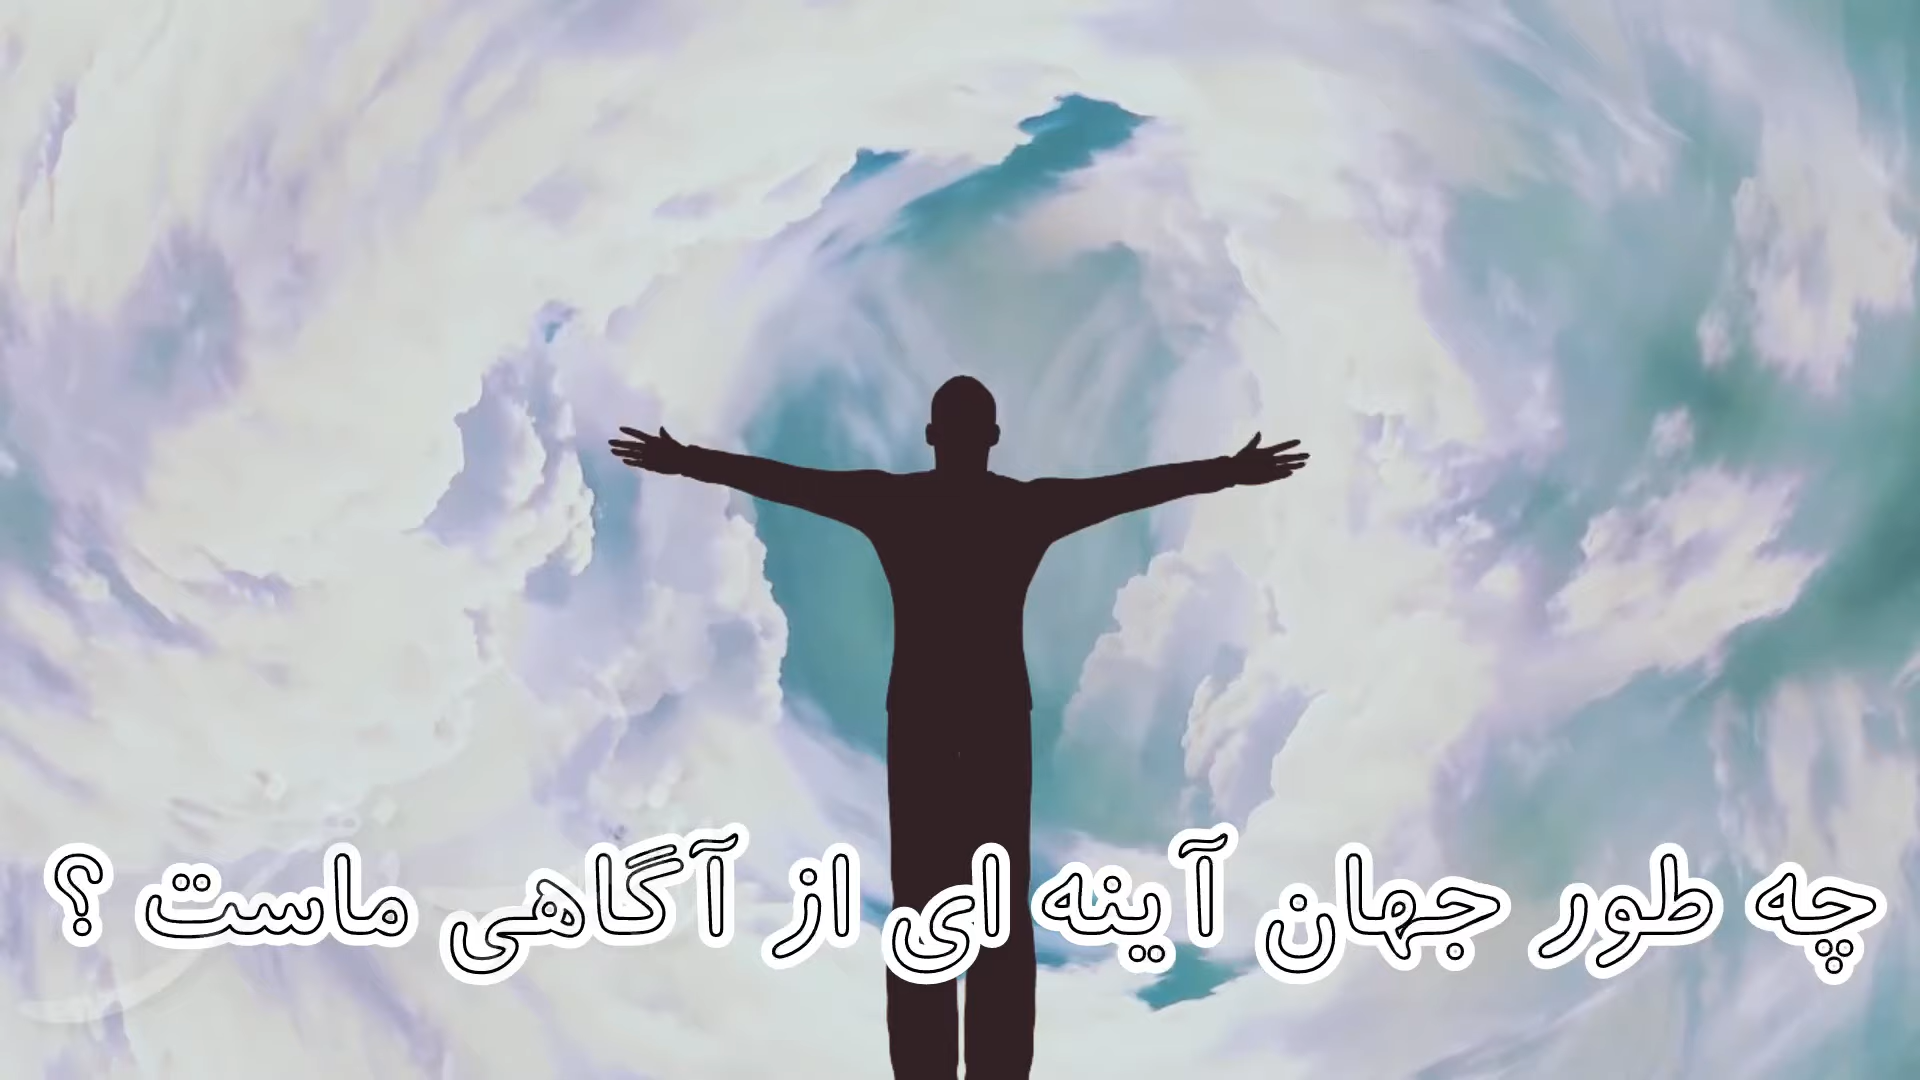 چه طور جهان آینه ای از آگاهی ماست ؟